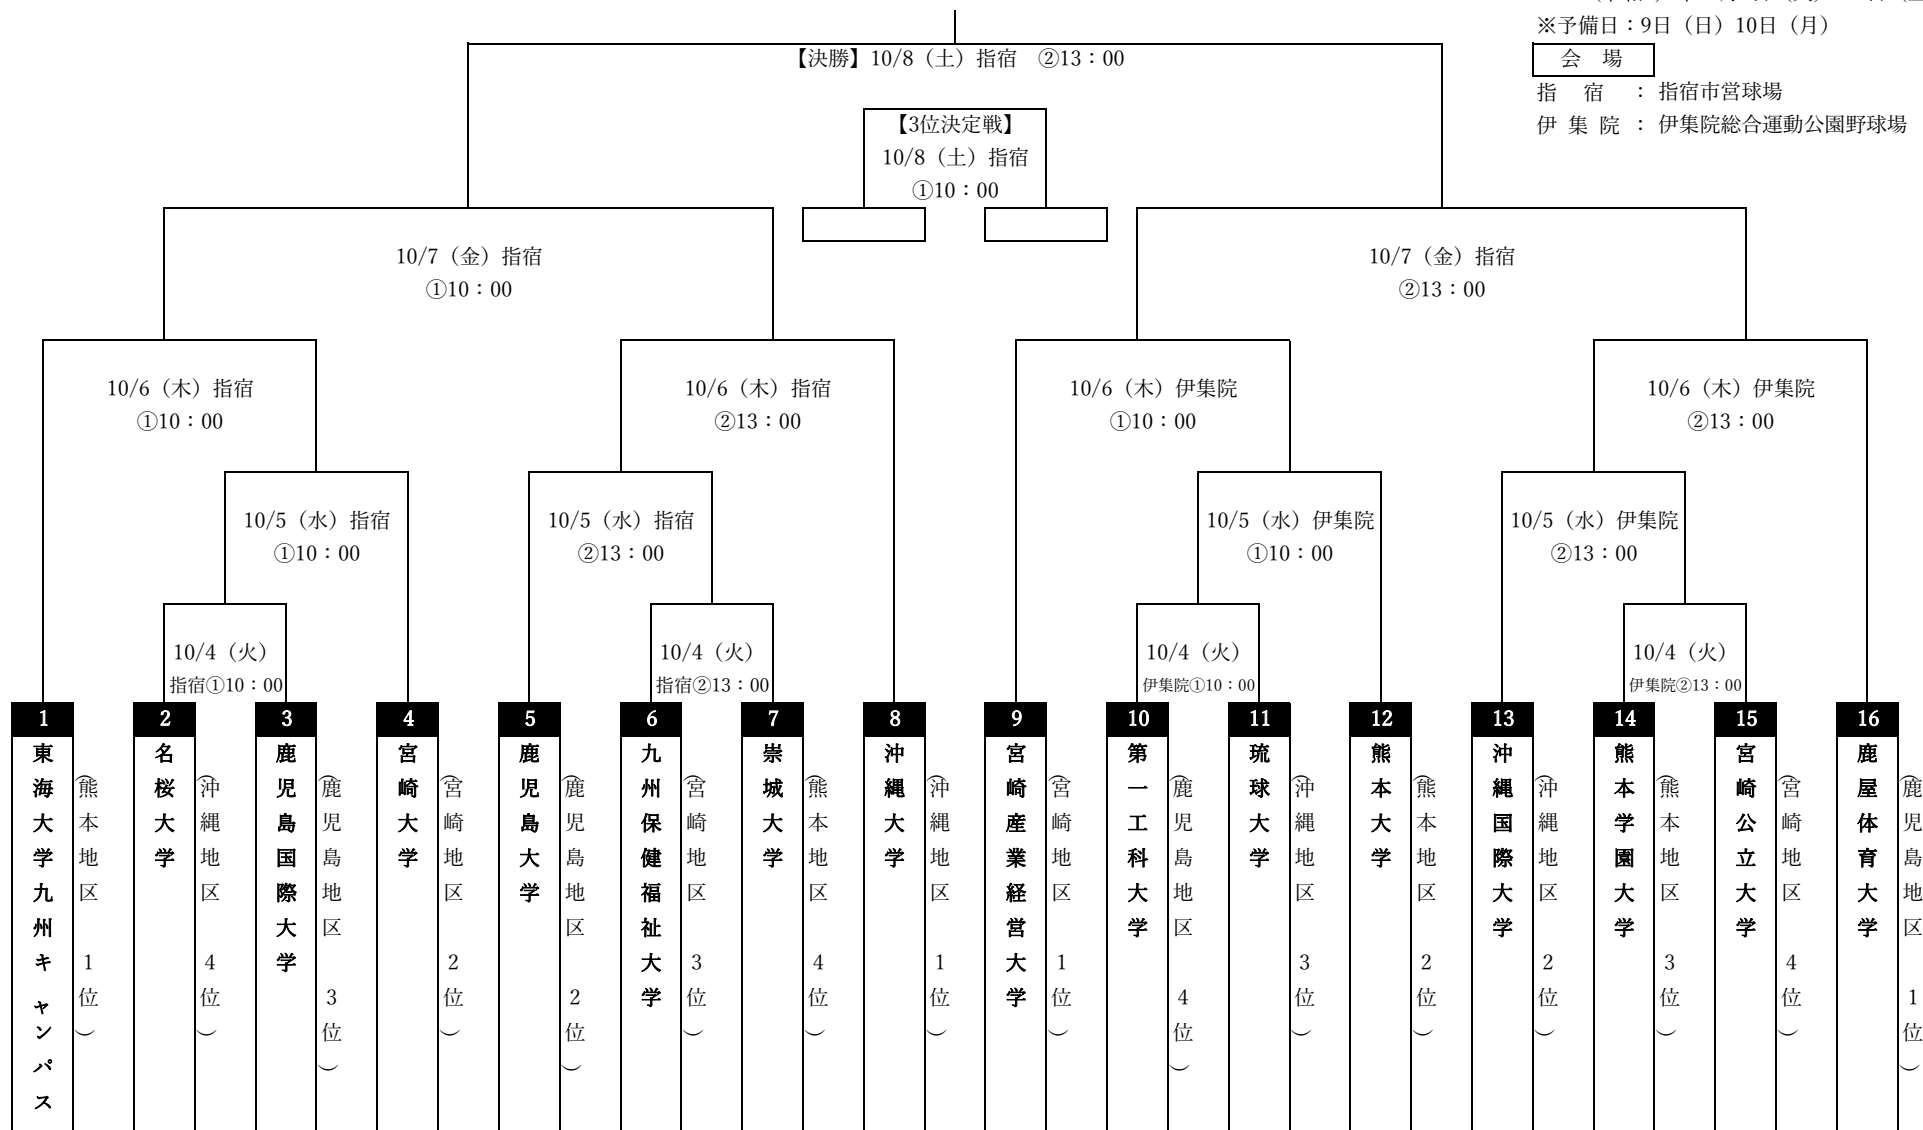 ※予備日：9日（日）10日（月）
会　場
指　宿　：指宿市営球場
伊 集 院 ：伊集院総合運動公園野球場
【決勝】10/8（土）指宿　②13：00
【3位決定戦】
10/8（土）指宿
①10：00
10/7（金）指宿
①10：00
10/7（金）指宿
②13：00
10/6（木）指宿
①10：00
10/6（木）指宿
②13：00
10/6（木）伊集院
①10：00
10/6（木）伊集院
②13：00
10/5（水）指宿
①10：00
10/5（水）指宿
②13：00
10/5（水）伊集院
①10：00
10/5（水）伊集院
②13：00
10/4（火）
指宿①10：00
10/4（火）
指宿②13：00
10/4（火）
伊集院①10：00
10/4（火）
伊集院②13：00
1
東海大学九州キャンパス
（熊本地区　1位）
2
名桜大学
（沖縄地区　4位）
3
鹿児島国際大学
（鹿児島地区　3位）
4
宮崎大学
（宮崎地区　2位）
5
鹿児島大学
（鹿児島地区　2位）
6
九州保健福祉大学
（宮崎地区　3位）
7
崇城大学
（熊本地区　4位）
8
沖縄大学
（沖縄地区　1位）
9
宮崎産業経営大学
（宮崎地区　1位）
10
第一工科大学
（鹿児島地区　4位）
11
琉球大学
（沖縄地区　3位）
12
熊本大学
（熊本地区　2位）
13
沖縄国際大学
（沖縄地区　2位）
14
熊本学園大学
（熊本地区　3位）
15
宮崎公立大学
（宮崎地区　4位）
16
鹿屋体育大学
（鹿児島地区　1位）